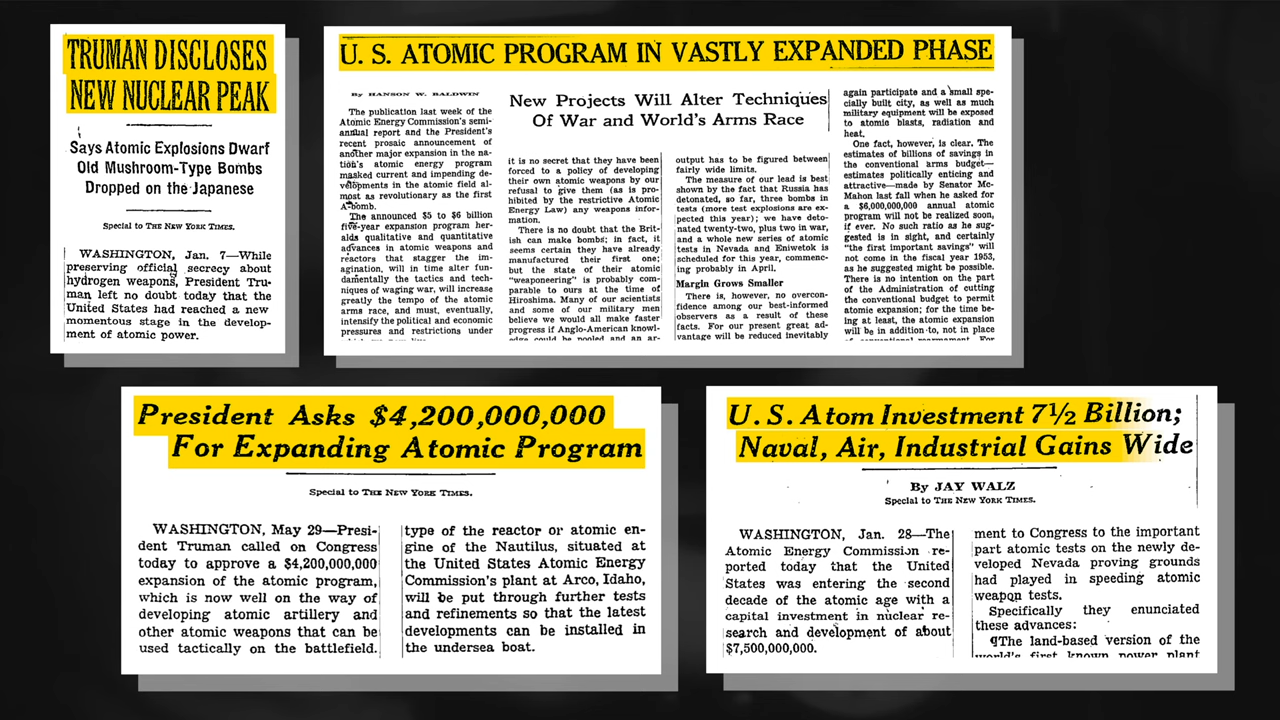 TRUMAN DISCLOSES
NEW NUCLEAR PEAK
Says Atomic Explosions Dwarf
Old Mushroom-Type Bombs
Dropped on the Japanese
Special to THE NEW YORK TIMES.
WASHINGTON, Jan. 7—While
preserving official secrecy about
hydrogen weapons, President Tru-
man left no doubt today that the
United States had reached a new
momentous stage in the develop-
ment of atomic power.
U. S. ATOMIC PROGRAM IN VASTLY EXPANDED PHASE
By HANSON W. BALDWIN
The publication last week of the
Atomic Energy Commission's semi-
annual report and the President's
recent prosaic announcement of
another major expansion in the na-
tion's atomic energy program
masked current and impending de-
velopments in the atomic field al-
most as revolutionary as the first
A-bomb.
The announced $5 to $6 billion
five-year expansion program her-
alds qualitative and quantitative
advances in atomic weapons and
reactors that stagger the im-
agination, will in time alter fun-
damentally the tactics and tech-
niques of waging war, will increase
greatly the tempo of the atomic
arms race, and must, eventually,
intensify the political and economic
pressures and restrictions under
New Projects Will Alter Techniques
Of War and World's Arms Race
it is no secret that they have been
forced to a policy of developing
their own atomic weapons by our
refusal to give them (as is pro-
hibited by the restrictive Atomic
Energy Law) any weapons infor-
mation.
There is no doubt that the Brit-
ish can make bombs; in fact, it
seems certain they have already
manufactured their first one;
but the state of their atomic
"weaponeering" is probably com-
parable to ours at the time of
Hiroshima. Many of our scientists
and some of our military men
believe we would all make faster
progress if Anglo-American knowl-
edge could be pooled and an ar-
output has to be figured between
fairly wide limits.
The measure of our lead is best
shown by the fact that Russia has
detonated, so far, three bombs in
tests (more test explosions are ex-
pected this year); we have deto-
nated twenty-two, plus two in war,
and a whole new series of atomic
tests in Nevada and Eniwetok is
scheduled for this year, commenc-
ing probably in April.
Margin Grows Smaller
There is, however, no overcon-
fidence among our best-informed
observers as a result of these
facts. For our present great ad-
vantage will be reduced inevitably
again participate and a small spe-
cially built city, as well as much
military equipment will be exposed
to atomic blasts, radiation and
heat.
One fact, however, is clear. The
estimates of billions of savings in
the conventional arms budget—
estimates politically enticing and
attractive—made by Senator Mc-
Mahon last fall when he asked for
a $6,000,000,000 annual atomic
program will not be realized soon,
if ever. No such ratio as he sug-
gested is in sight, and certainly
"the first important savings" will
not come in the fiscal year 1953,
as he suggested might be possible.
There is no intention on the part
of the Administration of cutting
the conventional budget to permit
atomic expansion; for the time be-
ing at least, the atomic expansion
will be in addition to, not in place
of conventional rearmament. For
President Asks $4,200,000,000
For Expanding Atomic Program
Special to THE NEW YORK TIMES.
WASHINGTON, May 29—Presi-
dent Truman called on Congress
today to approve a $4,200,000,000
expansion of the atomic program,
which is now well on the way of
developing atomic artillery and
other atomic weapons that can be
used tactically on the battlefield.
type of the reactor or atomic en-
gine of the Nautilus, situated at
the United States Atomic Energy
Commission's plant at Arco, Idaho,
will be put through further tests
and refinements so that the latest
developments can be installed in
the undersea boat.
U. S. Atom Investment 7½ Billion;
Naval, Air, Industrial Gains Wide
By JAY WALZ
Special to THE NEW YORK TIMES.
WASHINGTON, Jan. 28—The
Atomic Energy Commission re-
ported today that the United
States was entering the second
decade of the atomic age with a
capital investment in nuclear re-
search and development of about
$7,500,000,000.
ment to Congress to the important
part atomic tests on the newly de-
veloped Nevada proving grounds
had played in speeding atomic
weapon tests.
Specifically they enunciated
these advances:
¶The land-based version of the
world's first known power plant